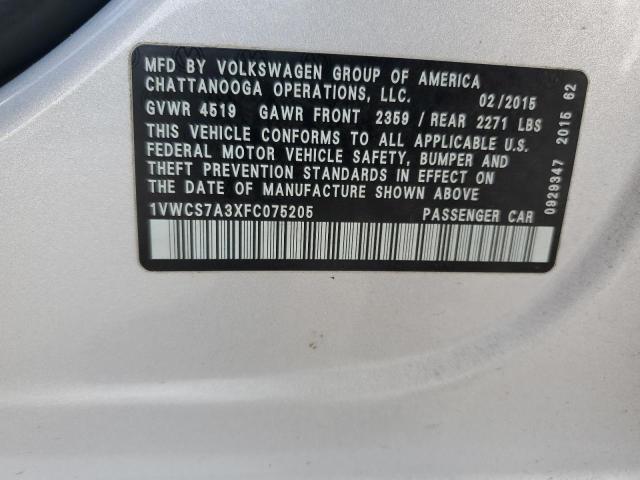 MFD BY VOLKSWAGEN GROUP OF AMERICA
CHATTANOOGA OPERATIONS, LLC. 02/2015
GVWR 4519 GAWR FRONT 2359 / REAR 2271 LBS
THIS VEHICLE CONFORMS TO ALL APPLICABLE U.S.
FEDERAL MOTOR VEHICLE SAFETY, BUMPER AND
THEFT PREVENTION STANDARDS IN EFFECT ON
THE DATE OF MANUFACTURE SHOWN ABOVE.
1VWCS7A3XFC075205 PASSENGER CAR
0929347 2015 62